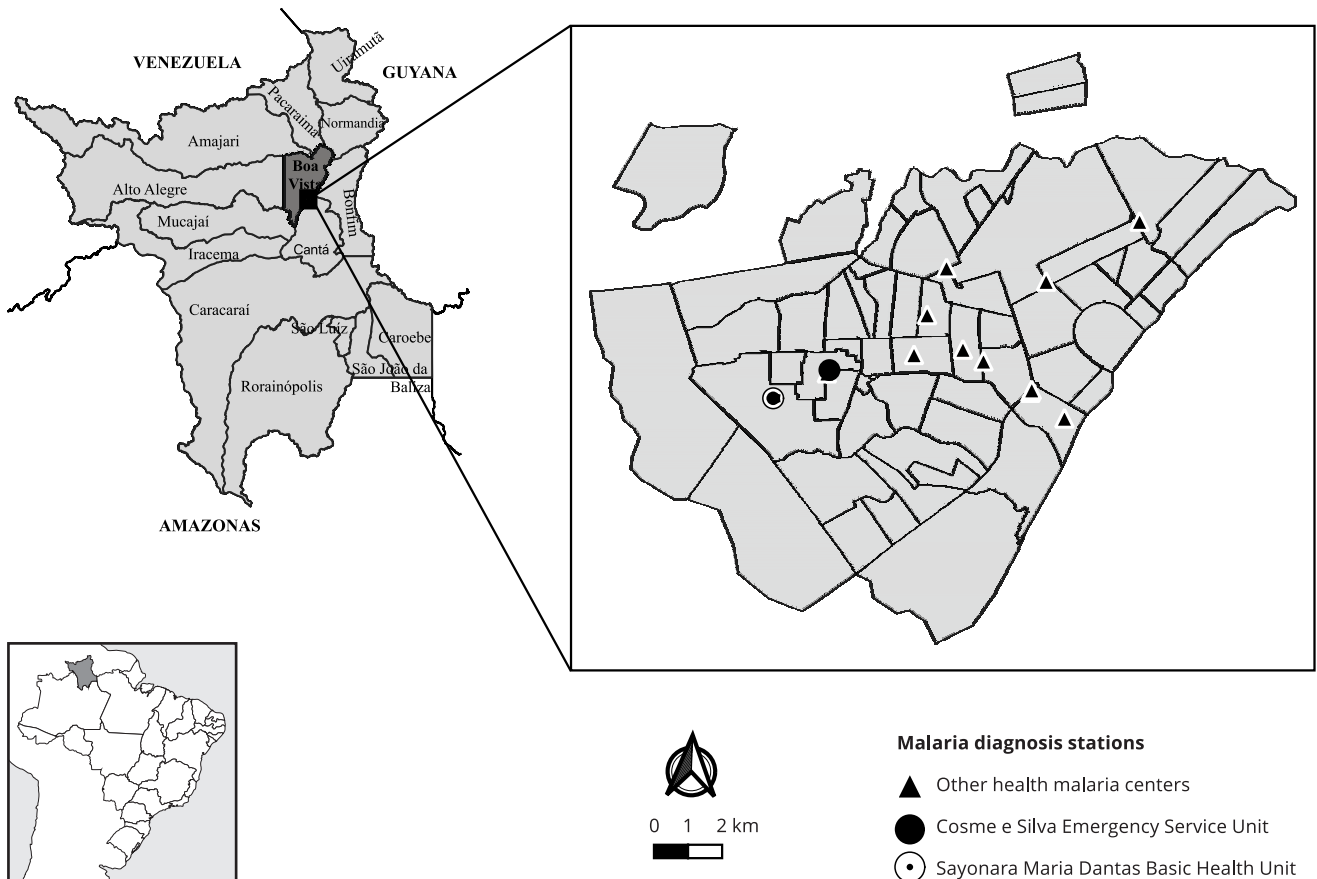 VENEZUELA
GUYANA
Uiramutã
Pacaraima
Normandia
Amajari
Boa
Vista
Alto Alegre
Bonfim
Mucajaí
Iracema
Cantá
Caracaraí
São Luíz
Caroebe
São João da
Baliza
Rorainópolis
AMAZONAS
0 1 2 km
Malaria diagnosis stations
Other health malaria centers
Cosme e Silva Emergency Service Unit
Sayonara Maria Dantas Basic Health Unit